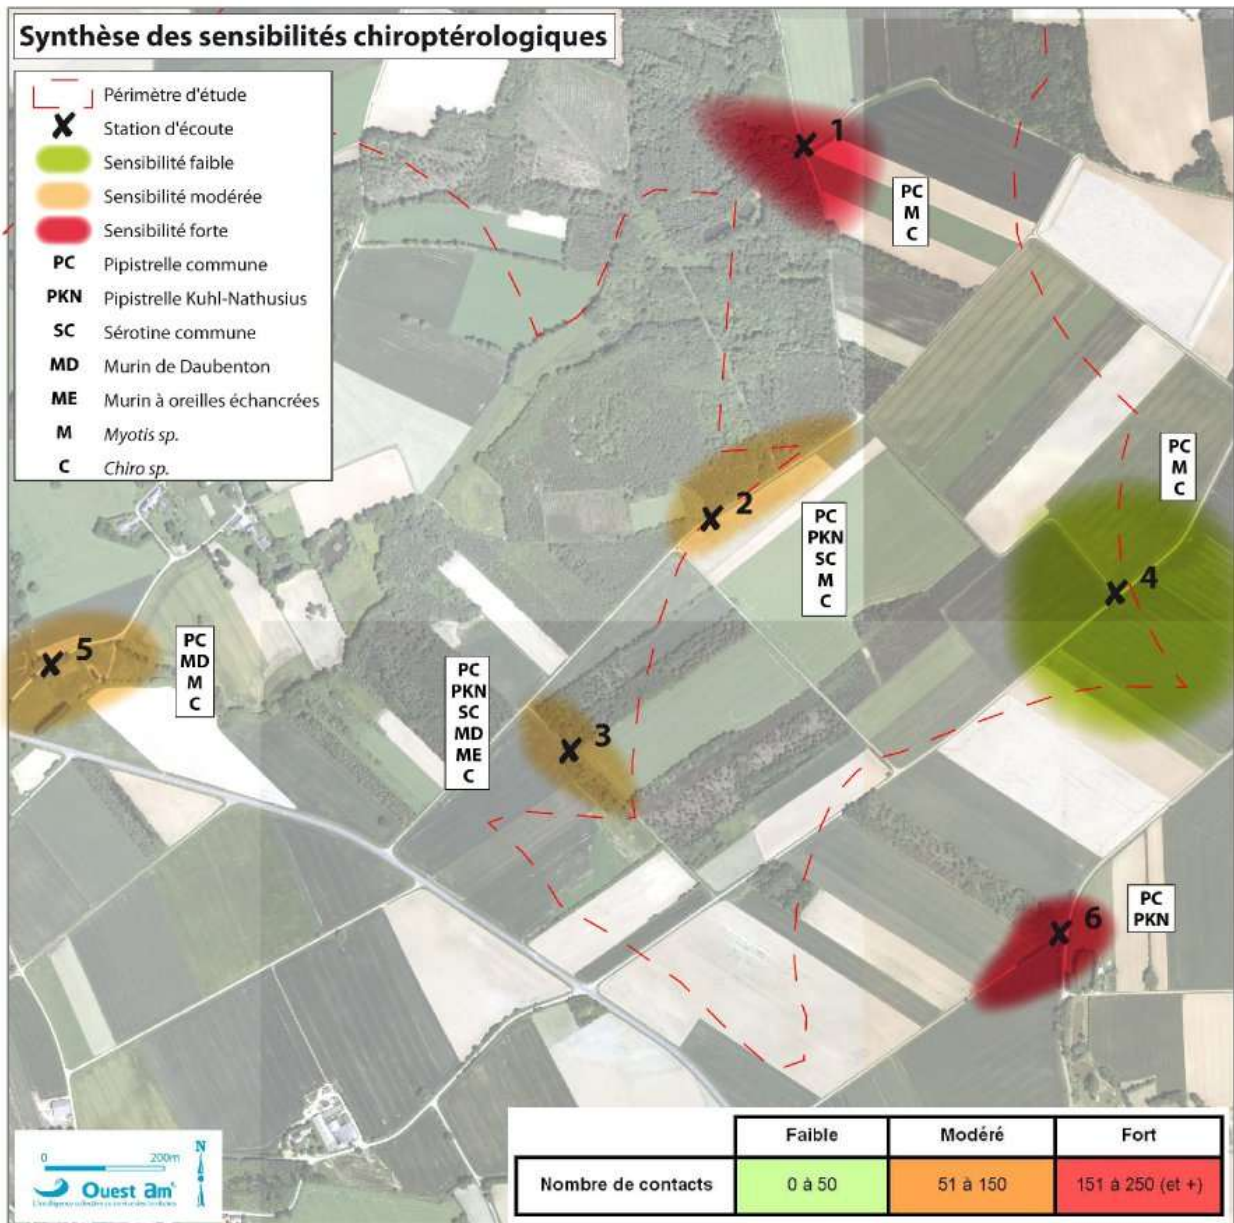 Synthèse des sensibilités chiroptérologiques
Périmètre d'étude
Station d'écoute
Sensibilité faible
Sensibilité modérée
Sensibilité forte
PC Pipistrelle commune
PKN Pipistrelle Kuhl-Nathusius
SC Sérotine commune
MD Murin de Daubenton
ME Murin à oreilles échancrées
M Myotis sp.
C Chiro sp.
1
PC
M
C
2
PC
PKN
SC
M
C
PC
M
C
4
5
PC
MD
M
C
PC
PKN
SC
MD
ME
C
3
6
PC
PKN
0 200m
N
Ouest am'
Faible Modéré Fort
Nombre de contacts 0 à 50 51 à 150 151 à 250 (et +)